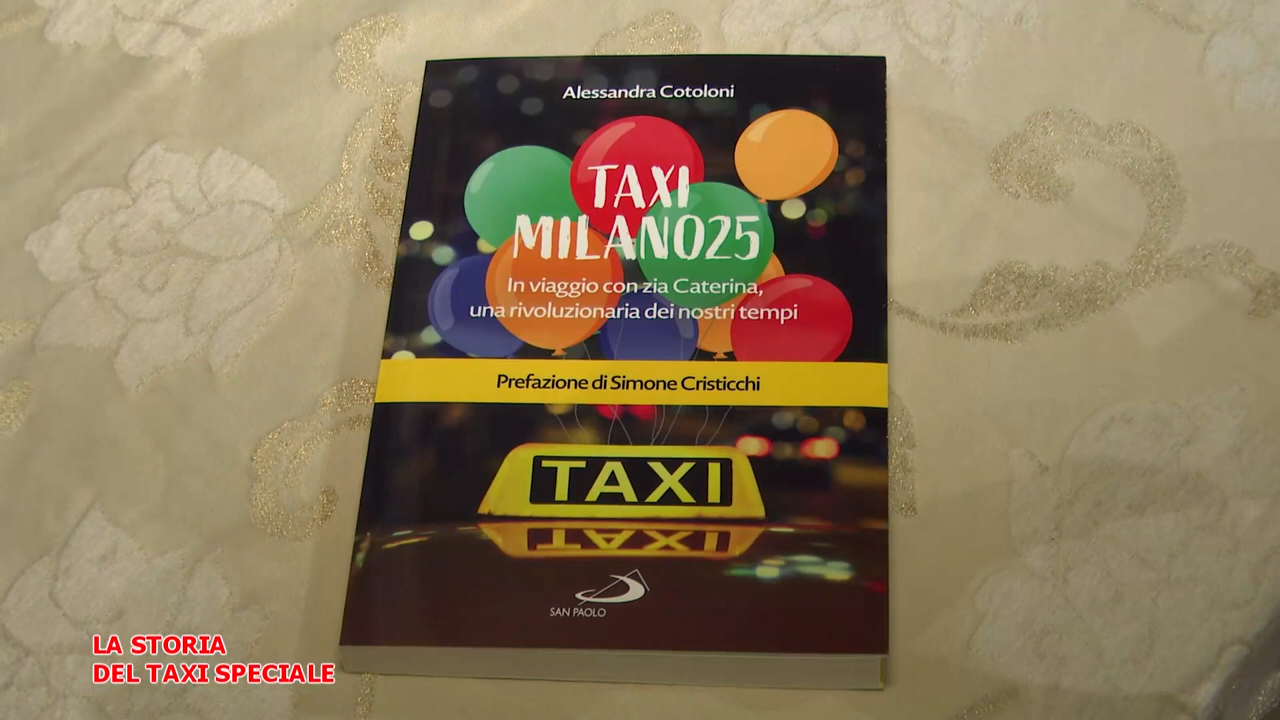 Alessandra Cotoloni
TAXI
MILANO25
In viaggio con zia Caterina,
una rivoluzionaria dei nostri tempi
Prefazione di Simone Cristicchi
TAXI
TAXI
SAN PAOLO
LA STORIA
DEL TAXI SPECIALE